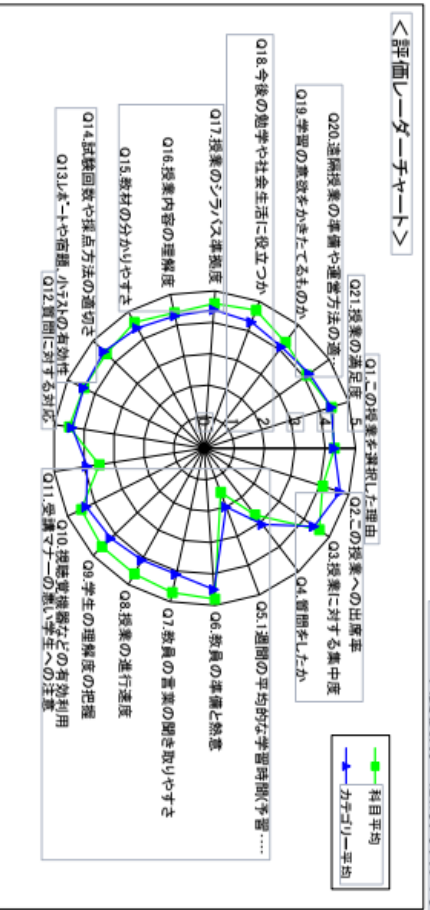 ＜評価レーダーチャート＞
Q1.この授業を選択した理由
Q2.この授業への出席率
Q3.授業に対する集中度
Q4.質問をしたか
Q5.1週間の平均的な学習時間(予習‥‥
Q6.教員の準備と熱意
Q7.教員の言葉の聞き取りやすさ
Q8.授業の進行速度
Q9.学生の理解度の把握
Q10.視聴覚機器などの有効利用
Q11.受講マナーの悪い学生への注意
Q12.質問に対する対応
Q13.レポートや宿題、小テストの有効性
Q14.試験回数や採点方法の適切さ
Q15.教材の分かりやすさ
Q16.授業内容の理解度
Q17.授業のシラバス準拠度
Q18.今後の勉学や社会生活に役立つか
Q19.学習の意欲をかきたてるものか
Q20.遠隔授業の準備や運営方法の適‥
Q21.授業の満足度
0
1
2
3
4
5
科目平均
カテゴリー平均